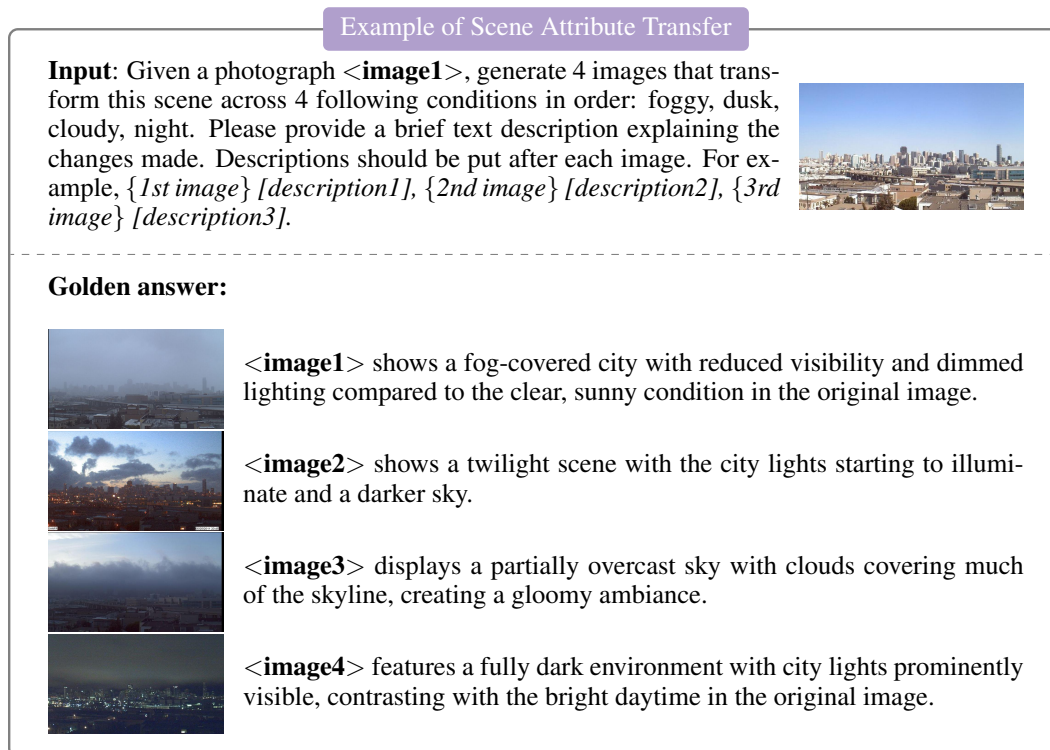 Example of Scene Attribute Transfer
Input: Given a photograph <image1>, generate 4 images that trans-
form this scene across 4 following conditions in order: foggy, dusk,
cloudy, night. Please provide a brief text description explaining the
changes made. Descriptions should be put after each image. For ex-
ample, {1st image} [description1], {2nd image} [description2], {3rd
image} [description3].
Golden answer:
<image1> shows a fog-covered city with reduced visibility and dimmed
lighting compared to the clear, sunny condition in the original image.
<image2> shows a twilight scene with the city lights starting to illumi-
nate and a darker sky.
<image3> displays a partially overcast sky with clouds covering much
of the skyline, creating a gloomy ambiance.
<image4> features a fully dark environment with city lights prominently
visible, contrasting with the bright daytime in the original image.